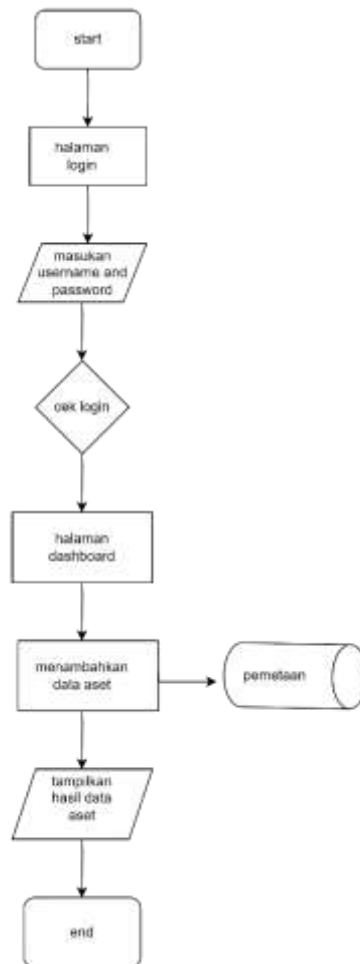 start
halaman
login
masukan
username and
password
cek login
halaman
dashboard
menambahkan
data aset
pemetaan
tampilkan
hasil data
aset
end